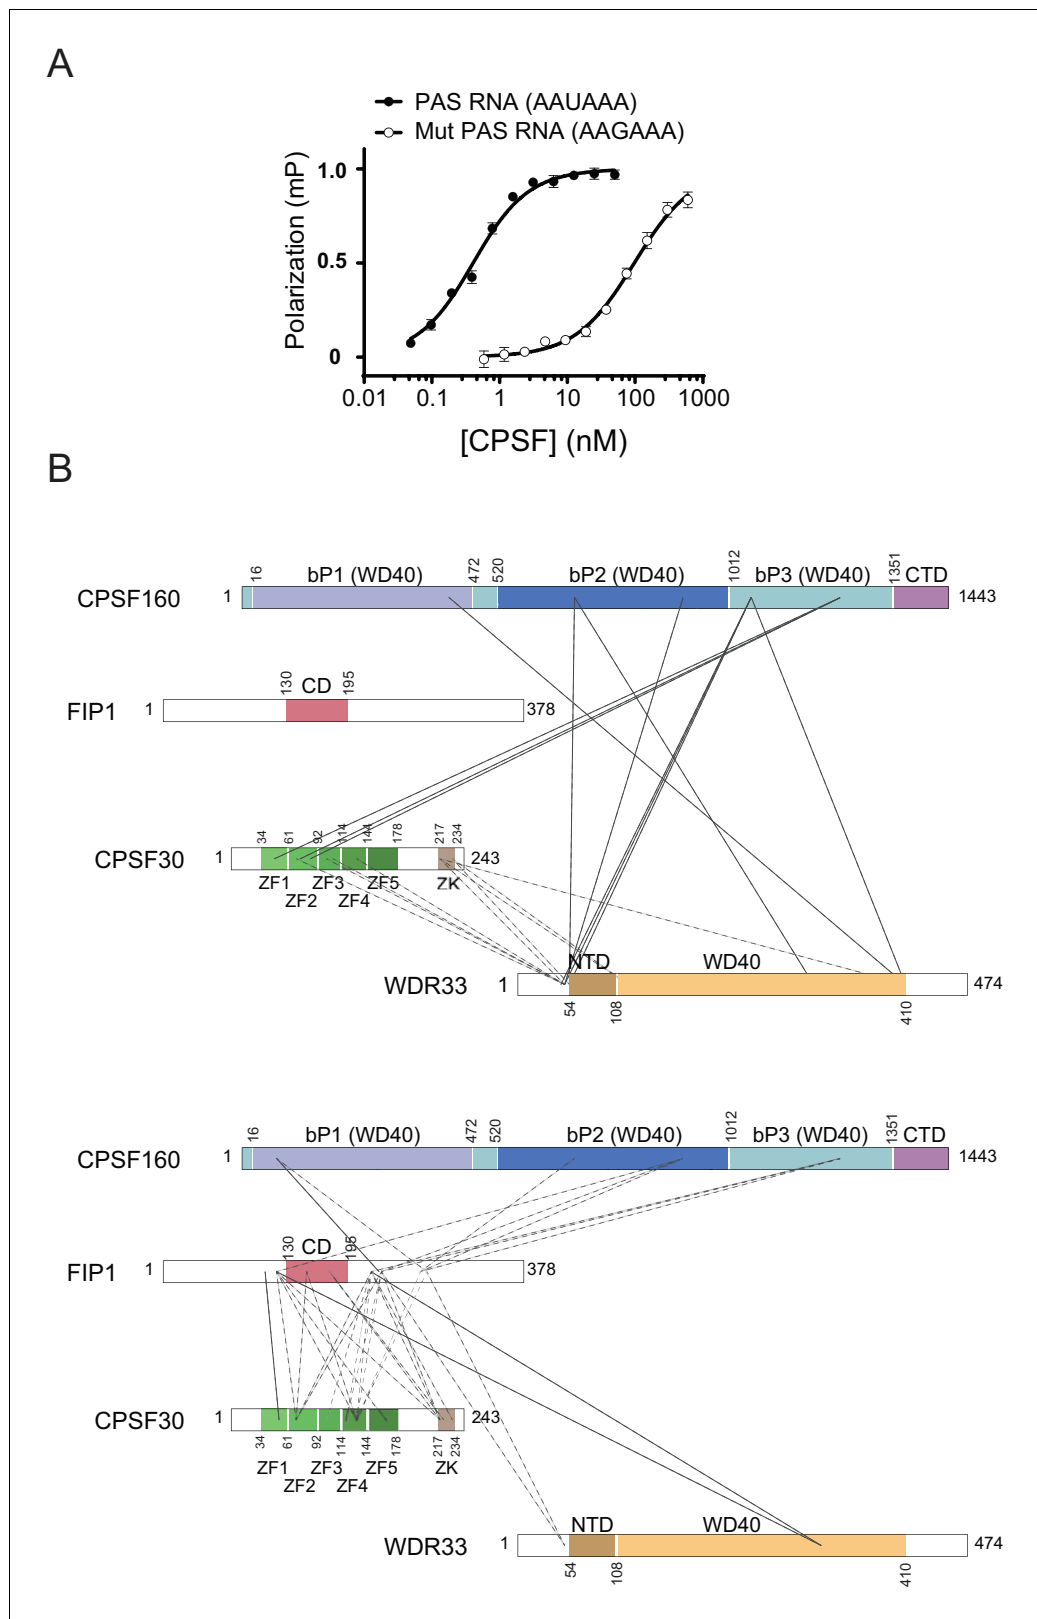 A
PAS RNA (AAUAAA)
Mut PAS RNA (AAGAAA)
Polarization (mP)
1.0
0.5
0
0.01 0.1 1 10 100 1000
[CPSF] (nM)
B
16 472 520 1012 1351
bP1 (WD40) bP2 (WD40) bP3 (WD40) CTD
CPSF160 1 1443
130 CD 195
FIP1 1 378
34 61 92 114 144 178 217 234
CPSF30 1 243
ZF1 ZF3 ZF5 ZK
ZF2 ZF4
NTD WD40
WDR33 1 474
54 108 410
16 472 520 1012 1351
bP1 (WD40) bP2 (WD40) bP3 (WD40) CTD
CPSF160 1 1443
130 CD 195
FIP1 1 378
CPSF30 1 243
34 61 92 114 144 178 217 234
ZF1 ZF3 ZF5 ZK
ZF2 ZF4
NTD WD40
WDR33 1 474
54 108 410